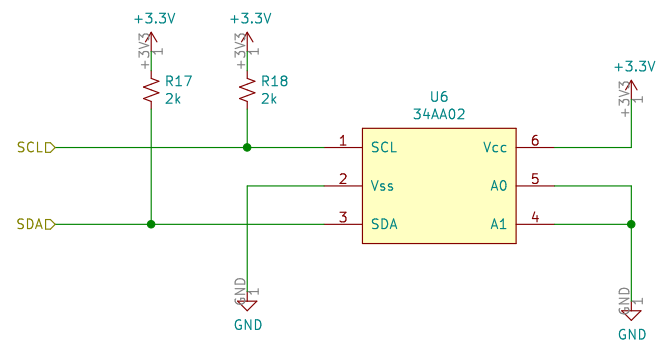 +3.3V
+3.3V
+3V3
1
+3V3
1
R17
2k
R18
2k
+3.3V
+3V3
1
U6
34AA02
SCL
1
SCL
Vcc
6
2
Vss
A0
5
SDA
3
SDA
A1
4
GND
1
GND
GND
1
GND